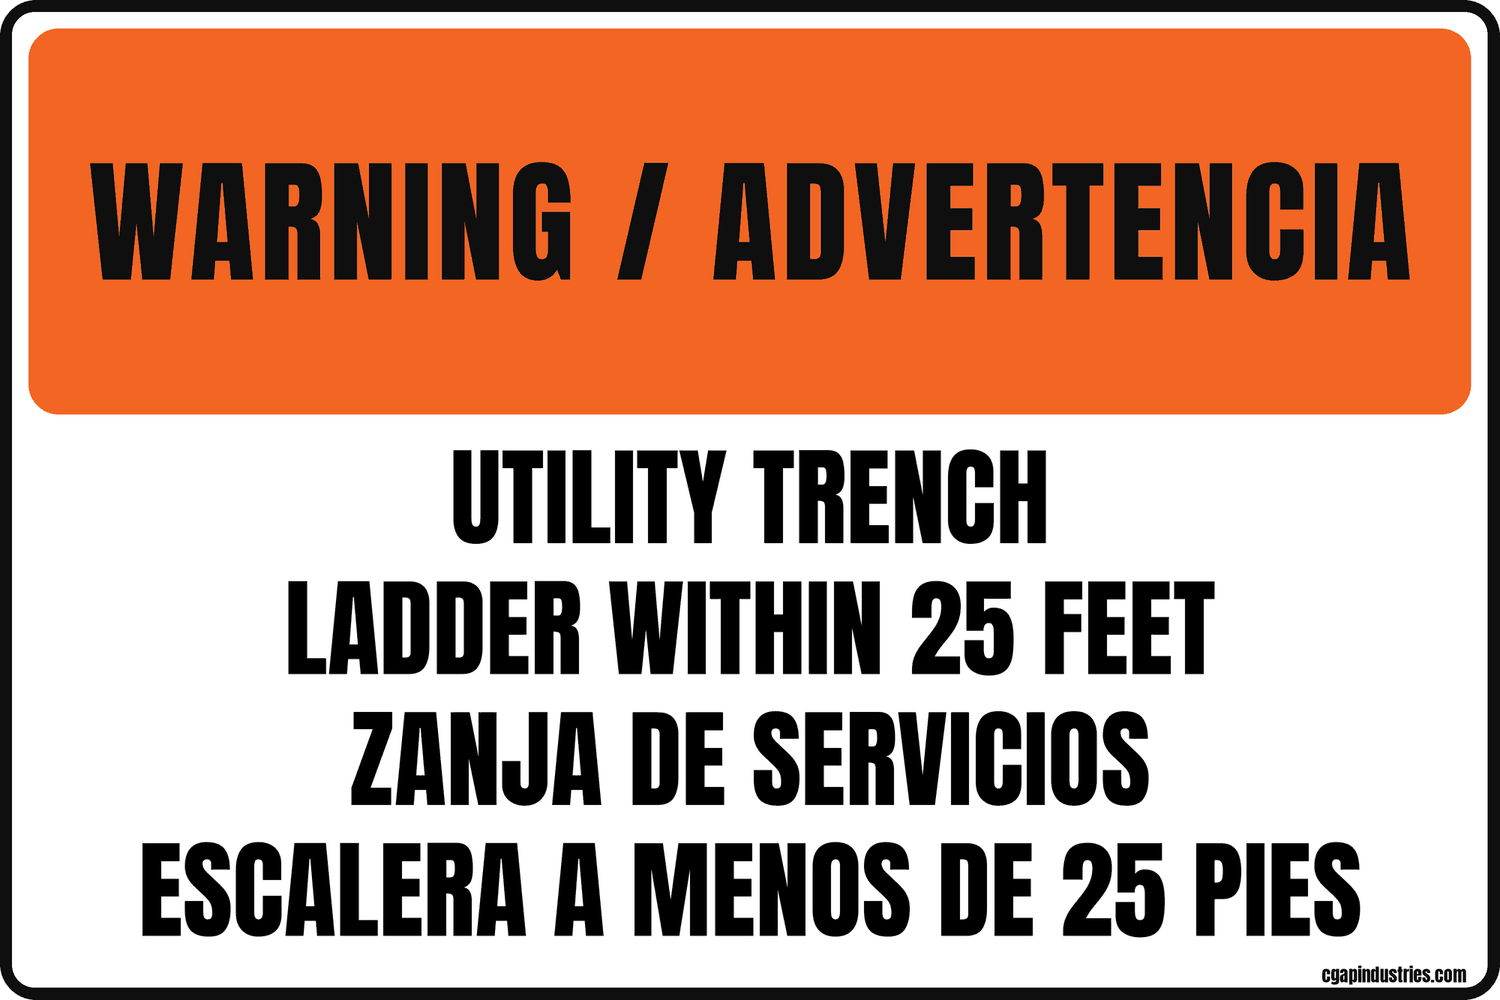 WARNING / ADVERTENCIA
UTILITY TRENCH
LADDER WITHIN 25 FEET
ZANJA DE SERVICIOS
ESCALERA A MENOS DE 25 PIES
cgapindustries.com